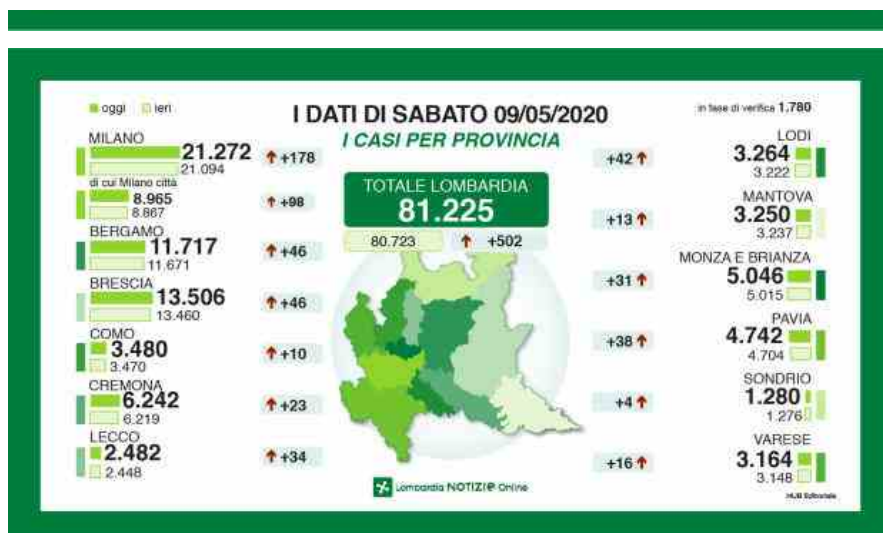 oggi ieri
I DATI DI SABATO 09/05/2020
I CASI PER PROVINCIA
in fase di verifica 1.780
TOTALE LOMBARDIA
81.225
80.723 +502
MILANO
21.272 +178
21.094
di cui Milano città
8.965 +98
8.867
BERGAMO
11.717 +46
11.671
BRESCIA
13.506 +46
13.460
COMO
3.480 +10
3.470
CREMONA
6.242 +23
6.219
LECCO
2.482 +34
2.448
LODI
+42 3.264
3.222
MANTOVA
+13 3.250
3.237
MONZA E BRIANZA
+31 5.046
5.015
PAVIA
+38 4.742
4.704
SONDRIO
+4 1.280
1.276
VARESE
+16 3.164
3.148
Lombardia NOTIZI@ Online
HUB Editoriale